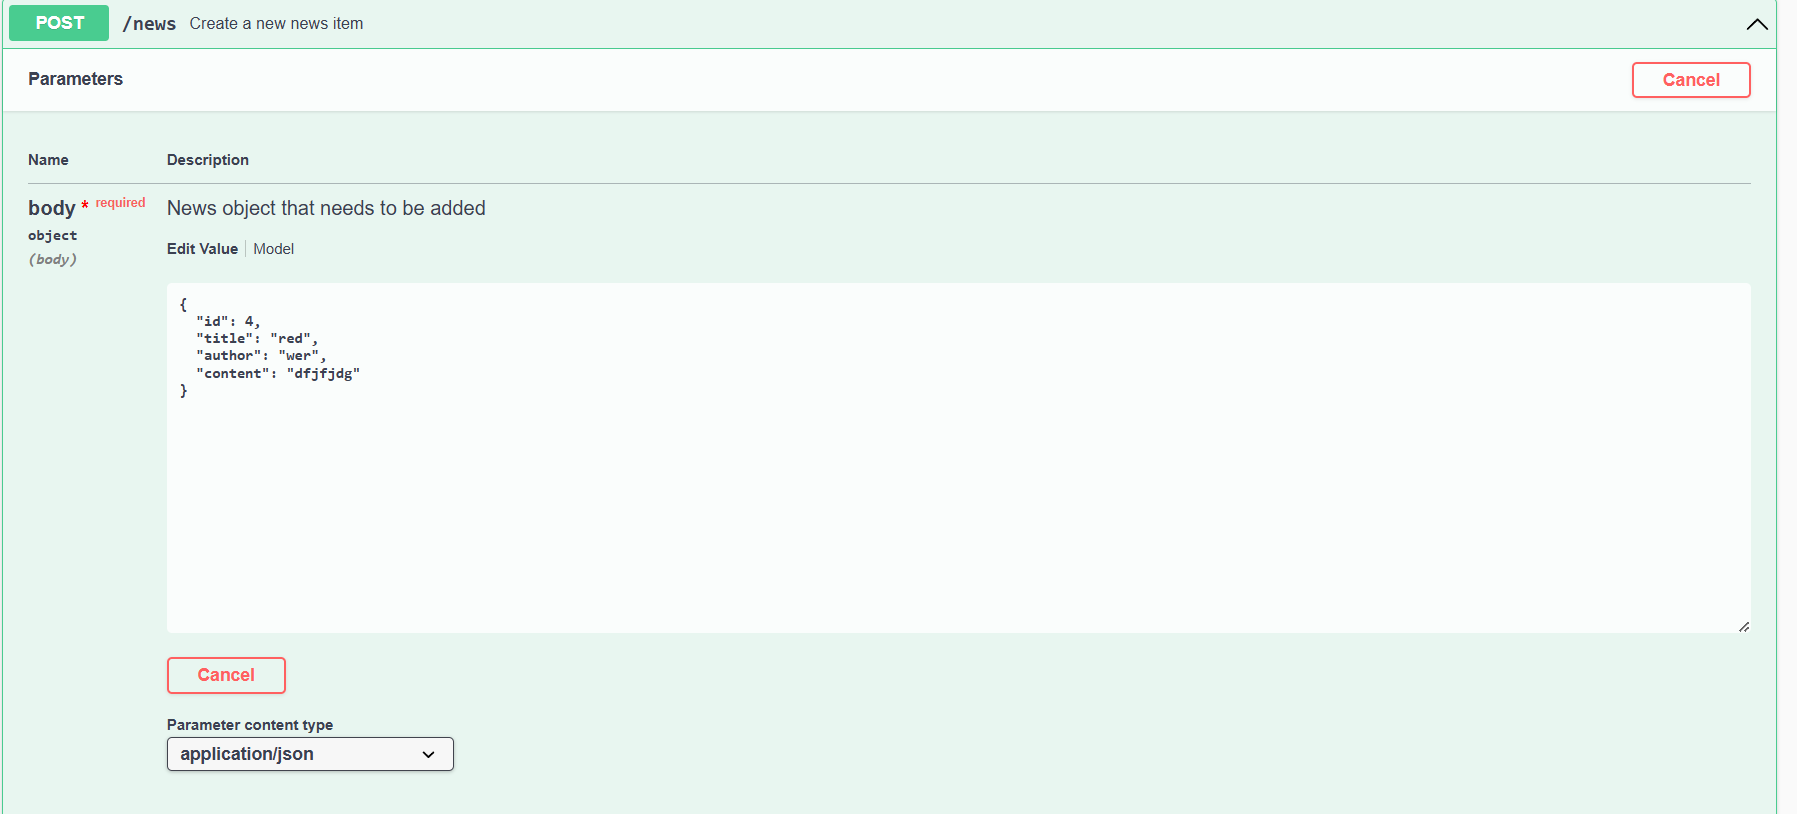 POST /news Create a new news item
Parameters
Cancel
Name Description
body * required News object that needs to be added
object
(body)
Edit Value Model
{
  "id": 4,
  "title": "red",
  "author": "wer",
  "content": "dfjfjdg"
}
Cancel
Parameter content type
application/json